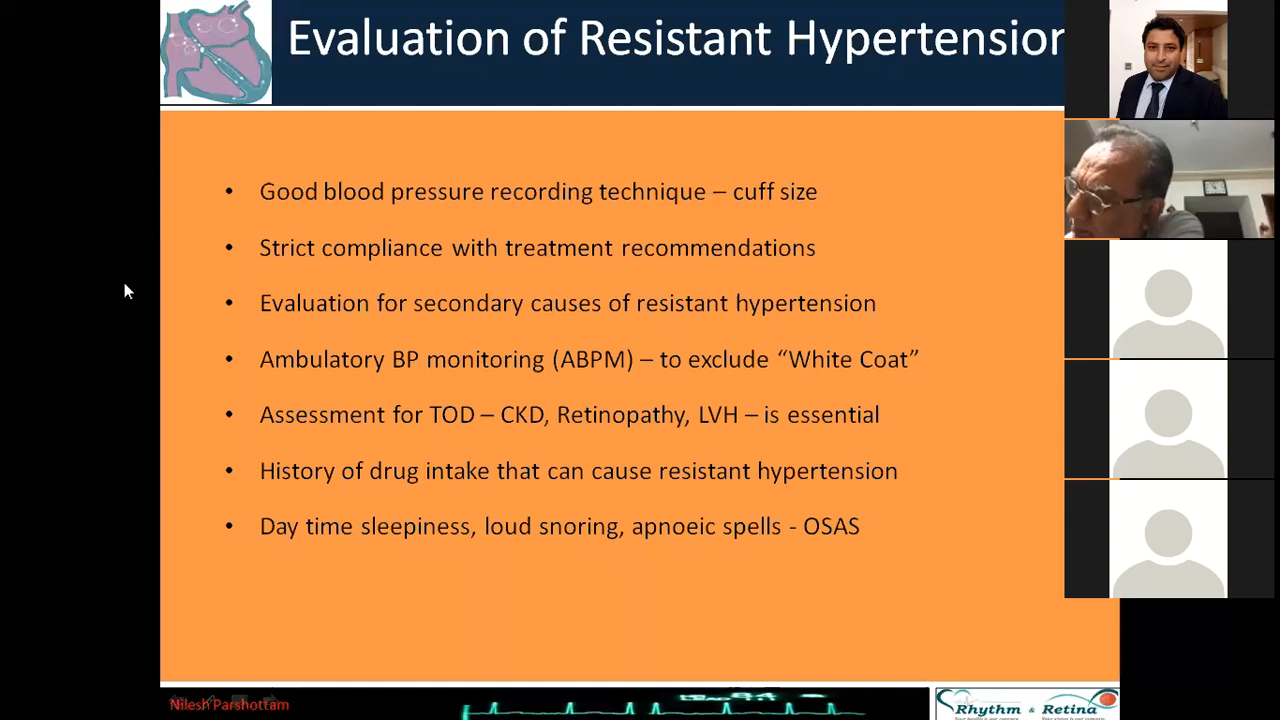 Evaluation of Resistant Hypertension
• Good blood pressure recording technique – cuff size
• Strict compliance with treatment recommendations
• Evaluation for secondary causes of resistant hypertension
• Ambulatory BP monitoring (ABPM) – to exclude “White Coat”
• Assessment for TOD – CKD, Retinopathy, LVH – is essential
• History of drug intake that can cause resistant hypertension
• Day time sleepiness, loud snoring, apnoeic spells - OSAS
Nilesh Parshottam
Rhythm & Retina